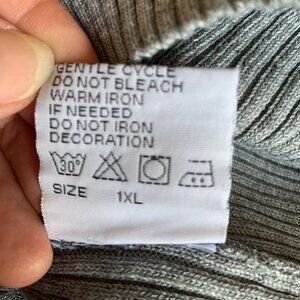 GENTLE CYCLE
DO NOT BLEACH
WARM IRON
IF NEEDED
DO NOT IRON
DECORATION
30°
SIZE 1XL